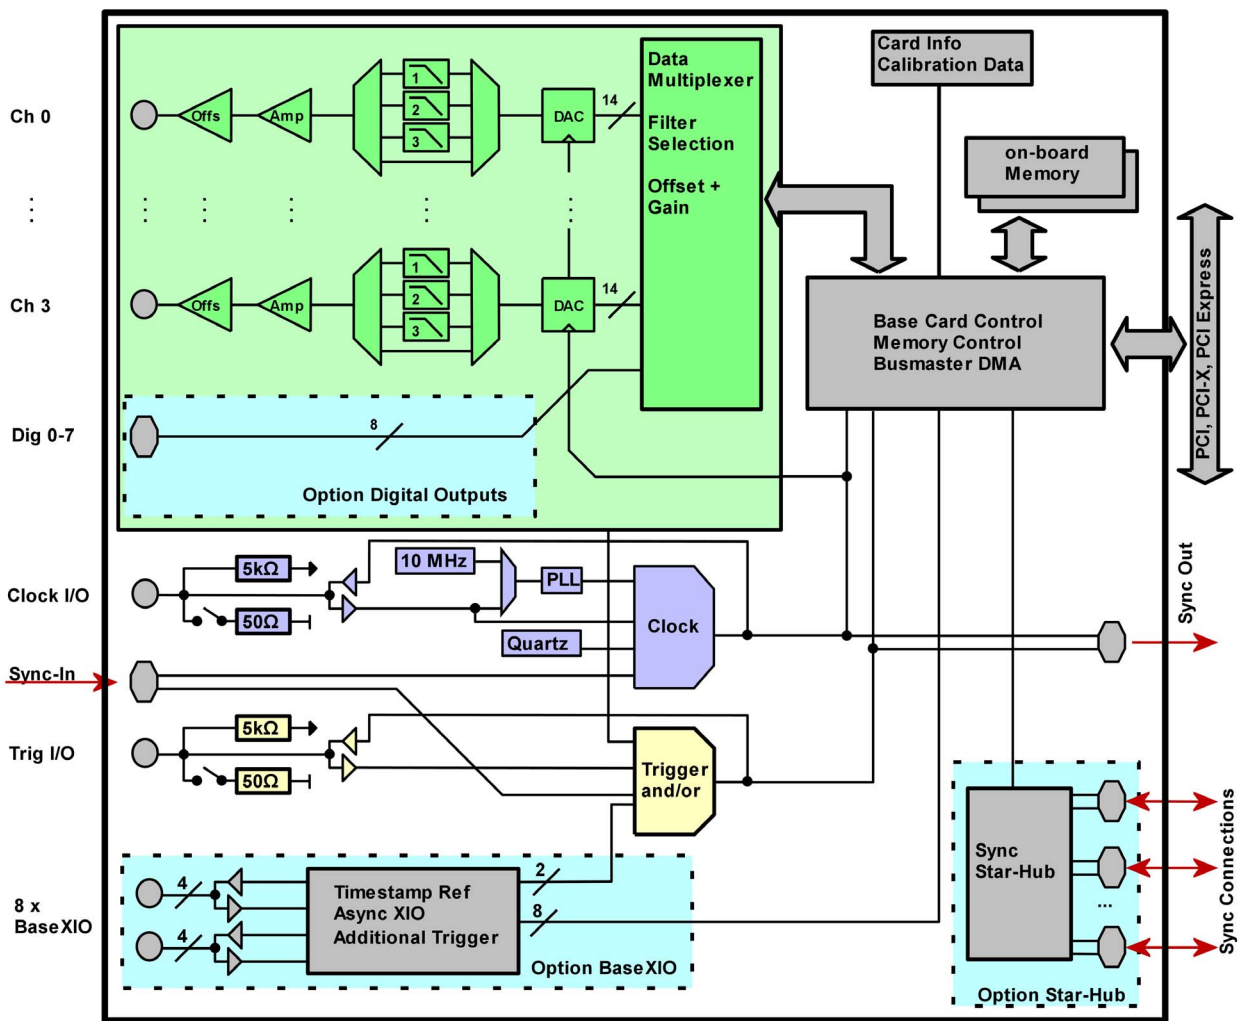 Card Info
Calibration Data
Ch 0
Offs
Amp
1
2
3
DAC
14
Data
Multiplexer
Filter
Selection
Offset +
Gain
on-board
Memory
Ch 3
Offs
Amp
1
2
3
DAC
14
Base Card Control
Memory Control
Busmaster DMA
PCI, PCI-X, PCI Express
Dig 0-7
8
Option Digital Outputs
Clock I/O
5kΩ
50Ω
10 MHz
PLL
Quartz
Clock
Sync Out
Sync-In
Trig I/O
5kΩ
50Ω
Trigger
and/or
8 x
BaseXIO
4
4
Timestamp Ref
Async XIO
Additional Trigger
2
8
Option BaseXIO
Sync
Star-Hub
...
Option Star-Hub
Sync Connections